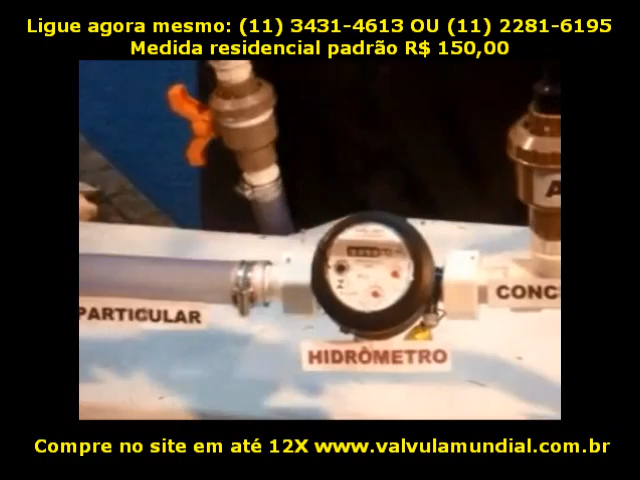 Ligue agora mesmo: (11) 3431-4613 OU (11) 2281-6195
Medida residencial padrão R$ 150,00
PARTICULAR
HIDRÔMETRO
CONC
A
Compre no site em até 12X www.valvulamundial.com.br